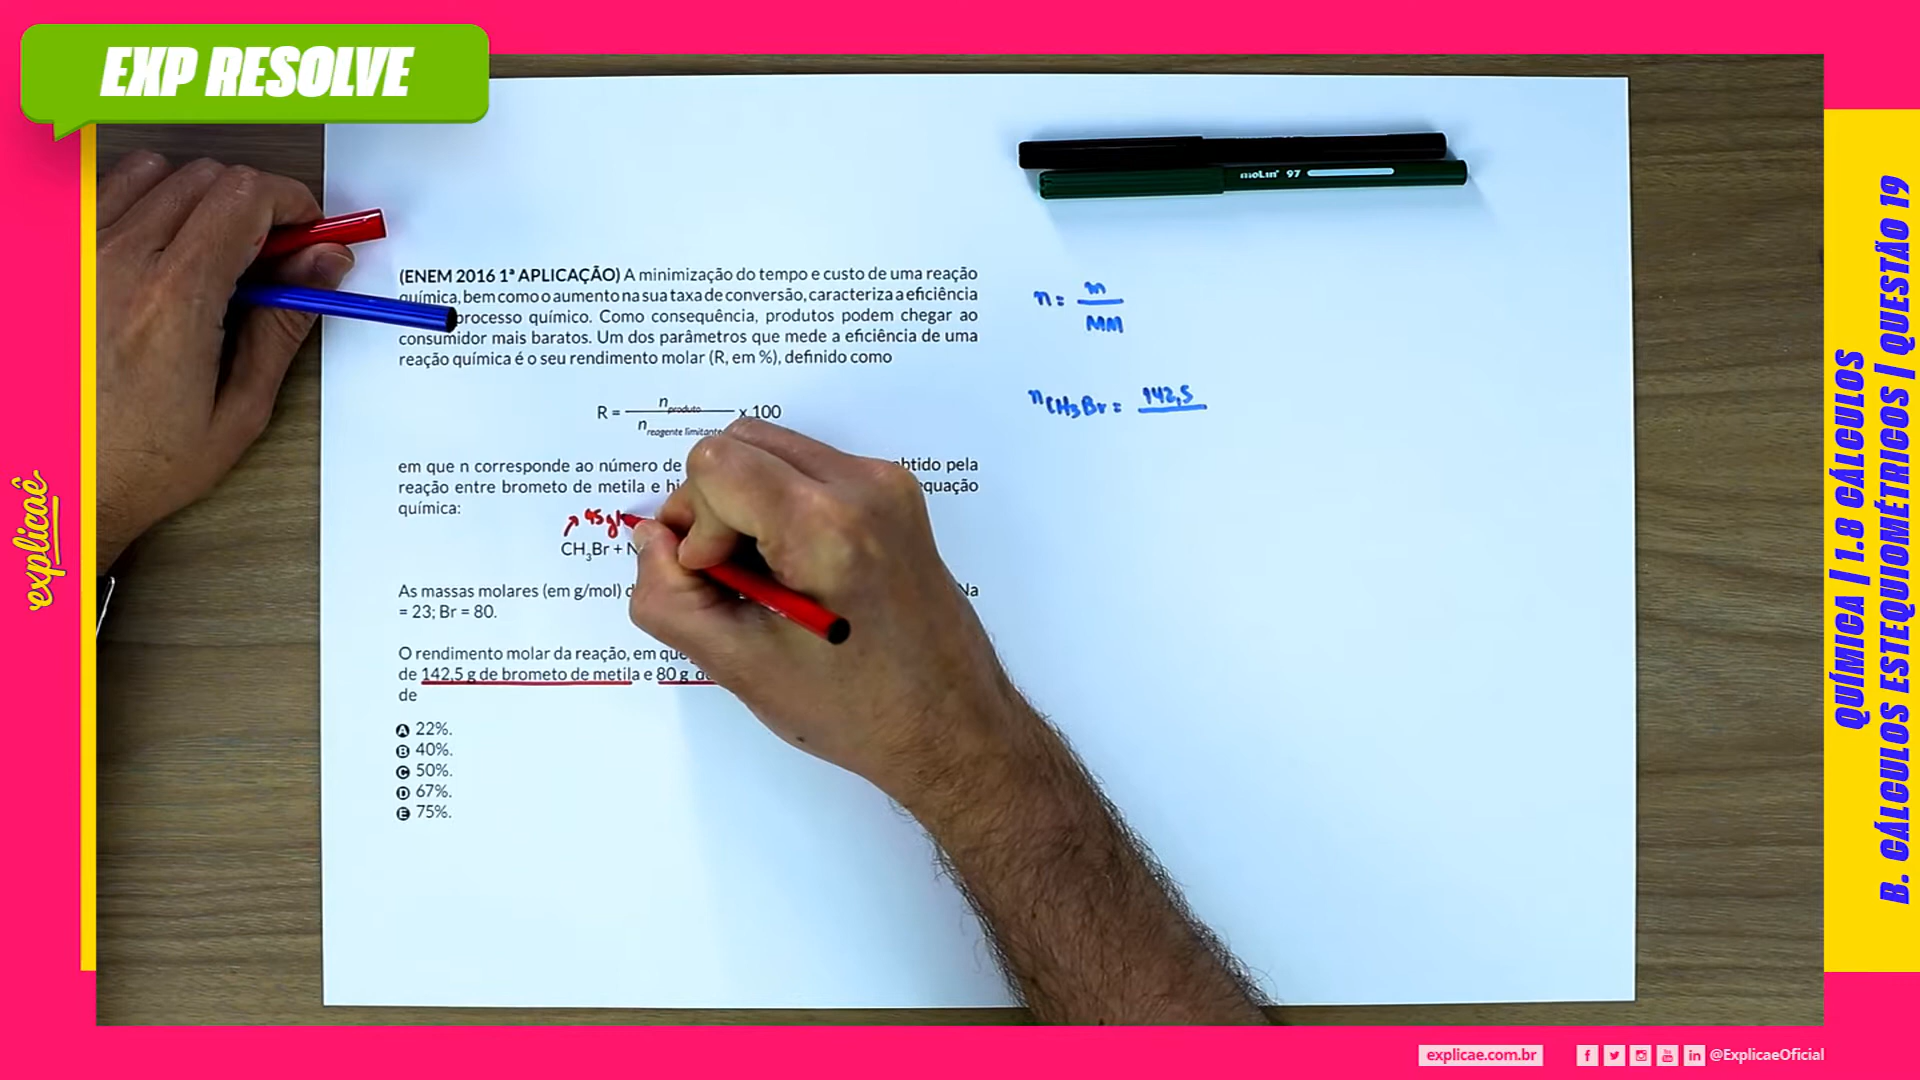 EXP RESOLVE
moLin 97
(ENEM 2016 1ª APLICAÇÃO) A minimização do tempo e custo de uma reação
química, bem como o aumento na sua taxa de conversão, caracteriza a eficiência
processo químico. Como consequência, produtos podem chegar ao
consumidor mais baratos. Um dos parâmetros que mede a eficiência de uma
reação química é o seu rendimento molar (R, em %), definido como
R = n produto / n reagente limitante x 100
em que n corresponde ao número de obtido pela
reação entre brometo de metila e equação
química:
95 g/
CH₃Br + N
As massas molares (em g/mol) Na
= 23; Br = 80.
O rendimento molar da reação, em que
de 142,5 g de brometo de metila e 80 g
de
A 22%.
B 40%.
C 50%.
D 67%.
E 75%.
n = m / MM
nCH₃Br = 142,5
explicaê
QUÍMICA | 1.8 CÁLCULOS
B. CÁLCULOS ESTEQUIOMÉTRICOS | QUESTÃO 19
explicae.com.br
@ExplicaeOficial